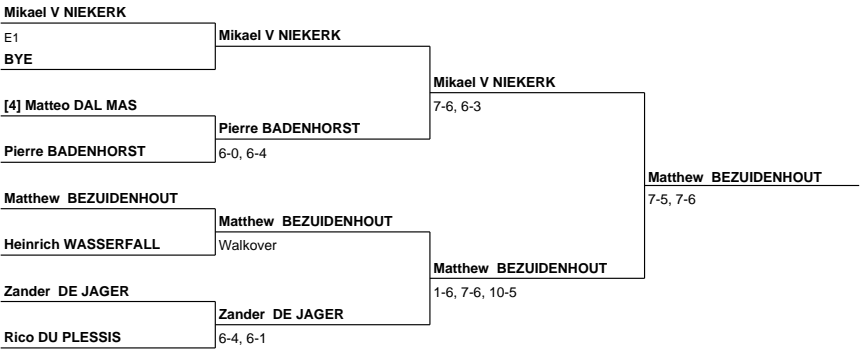 Mikael V NIEKERK
E1
BYE
Mikael V NIEKERK
[4] Matteo DAL MAS
Pierre BADENHORST
Pierre BADENHORST
6-0, 6-4
Mikael V NIEKERK
7-6, 6-3
Matthew BEZUIDENHOUT
Heinrich WASSERFALL
Matthew BEZUIDENHOUT
Walkover
Zander DE JAGER
Rico DU PLESSIS
Zander DE JAGER
6-4, 6-1
Matthew BEZUIDENHOUT
1-6, 7-6, 10-5
Matthew BEZUIDENHOUT
7-5, 7-6